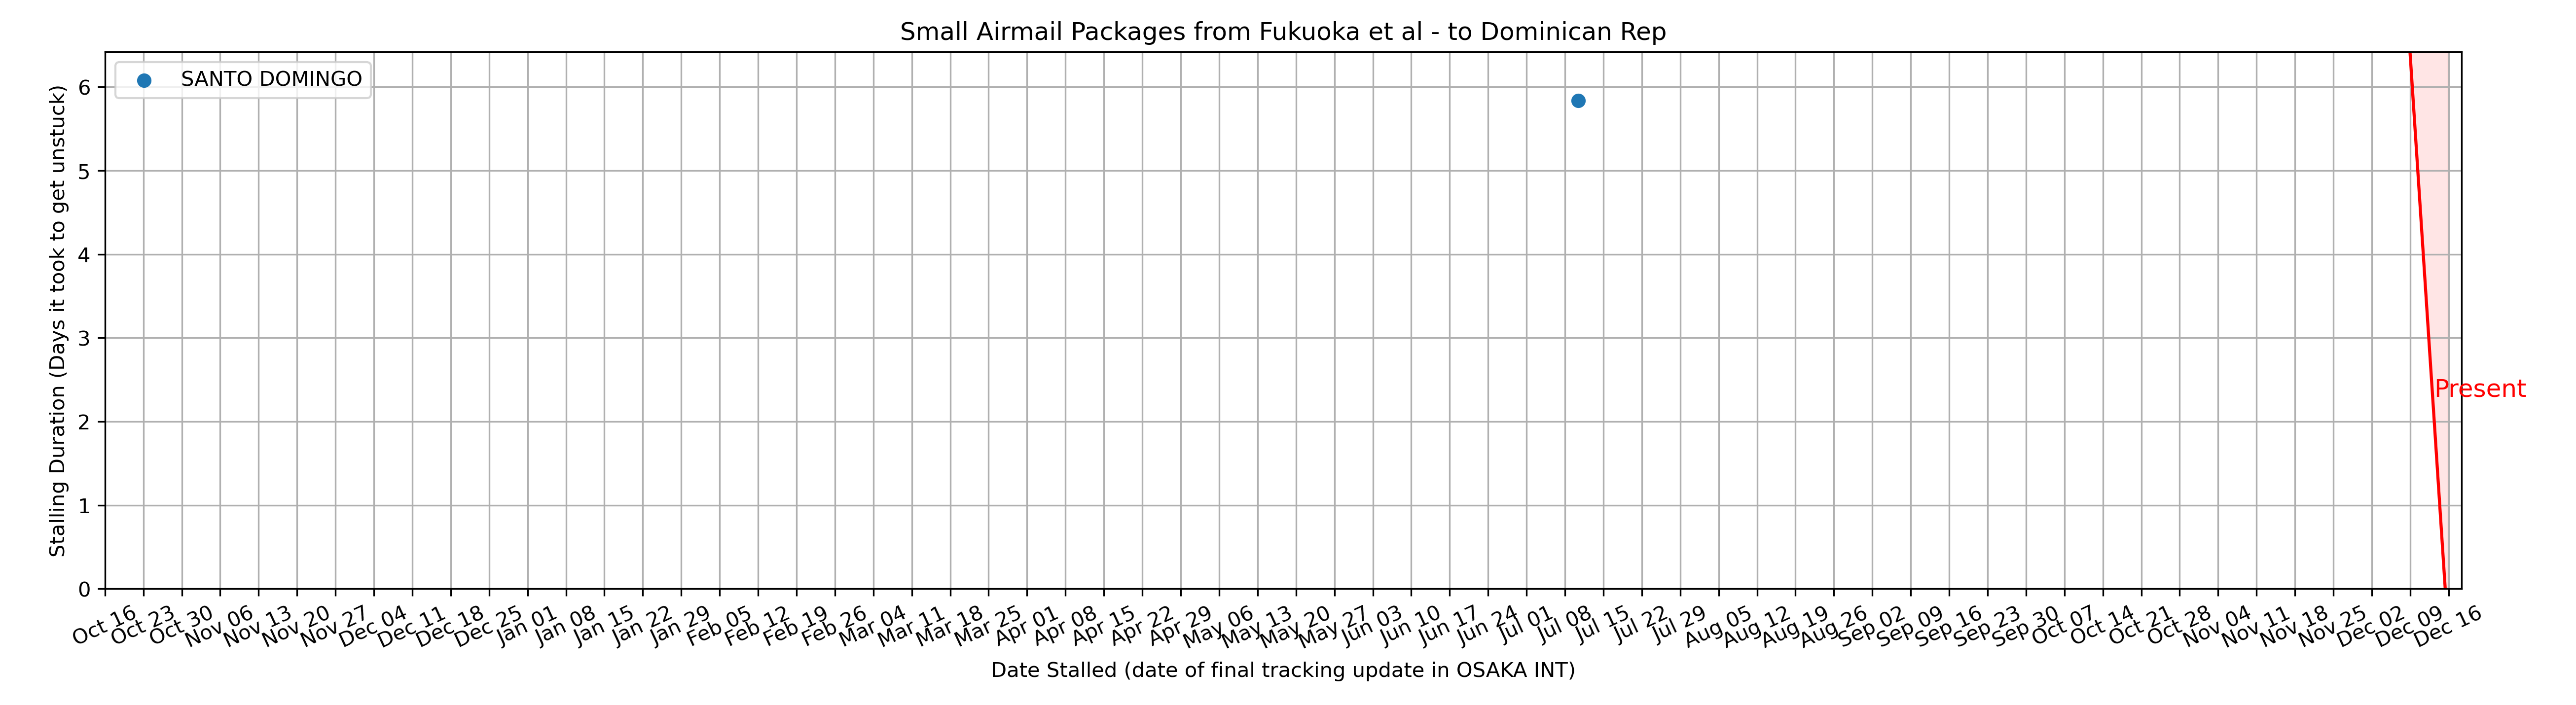 Small Airmail Packages from Fukuoka et al - to Dominican Rep
SANTO DOMINGO
Stalling Duration (Days it took to get unstuck)
6
5
4
3
2
1
0
Present
Oct 16
Oct 23
Oct 30
Nov 06
Nov 13
Nov 20
Nov 27
Dec 04
Dec 11
Dec 18
Dec 25
Jan 01
Jan 08
Jan 15
Jan 22
Jan 29
Feb 05
Feb 12
Feb 19
Feb 26
Mar 04
Mar 11
Mar 18
Mar 25
Apr 01
Apr 08
Apr 15
Apr 22
Apr 29
May 06
May 13
May 20
May 27
Jun 03
Jun 10
Jun 17
Jun 24
Jul 01
Jul 08
Jul 15
Jul 22
Jul 29
Aug 05
Aug 12
Aug 19
Aug 26
Sep 02
Sep 09
Sep 16
Sep 23
Sep 30
Oct 07
Oct 14
Oct 21
Oct 28
Nov 04
Nov 11
Nov 18
Nov 25
Dec 02
Dec 09
Dec 16
Date Stalled (date of final tracking update in OSAKA INT)